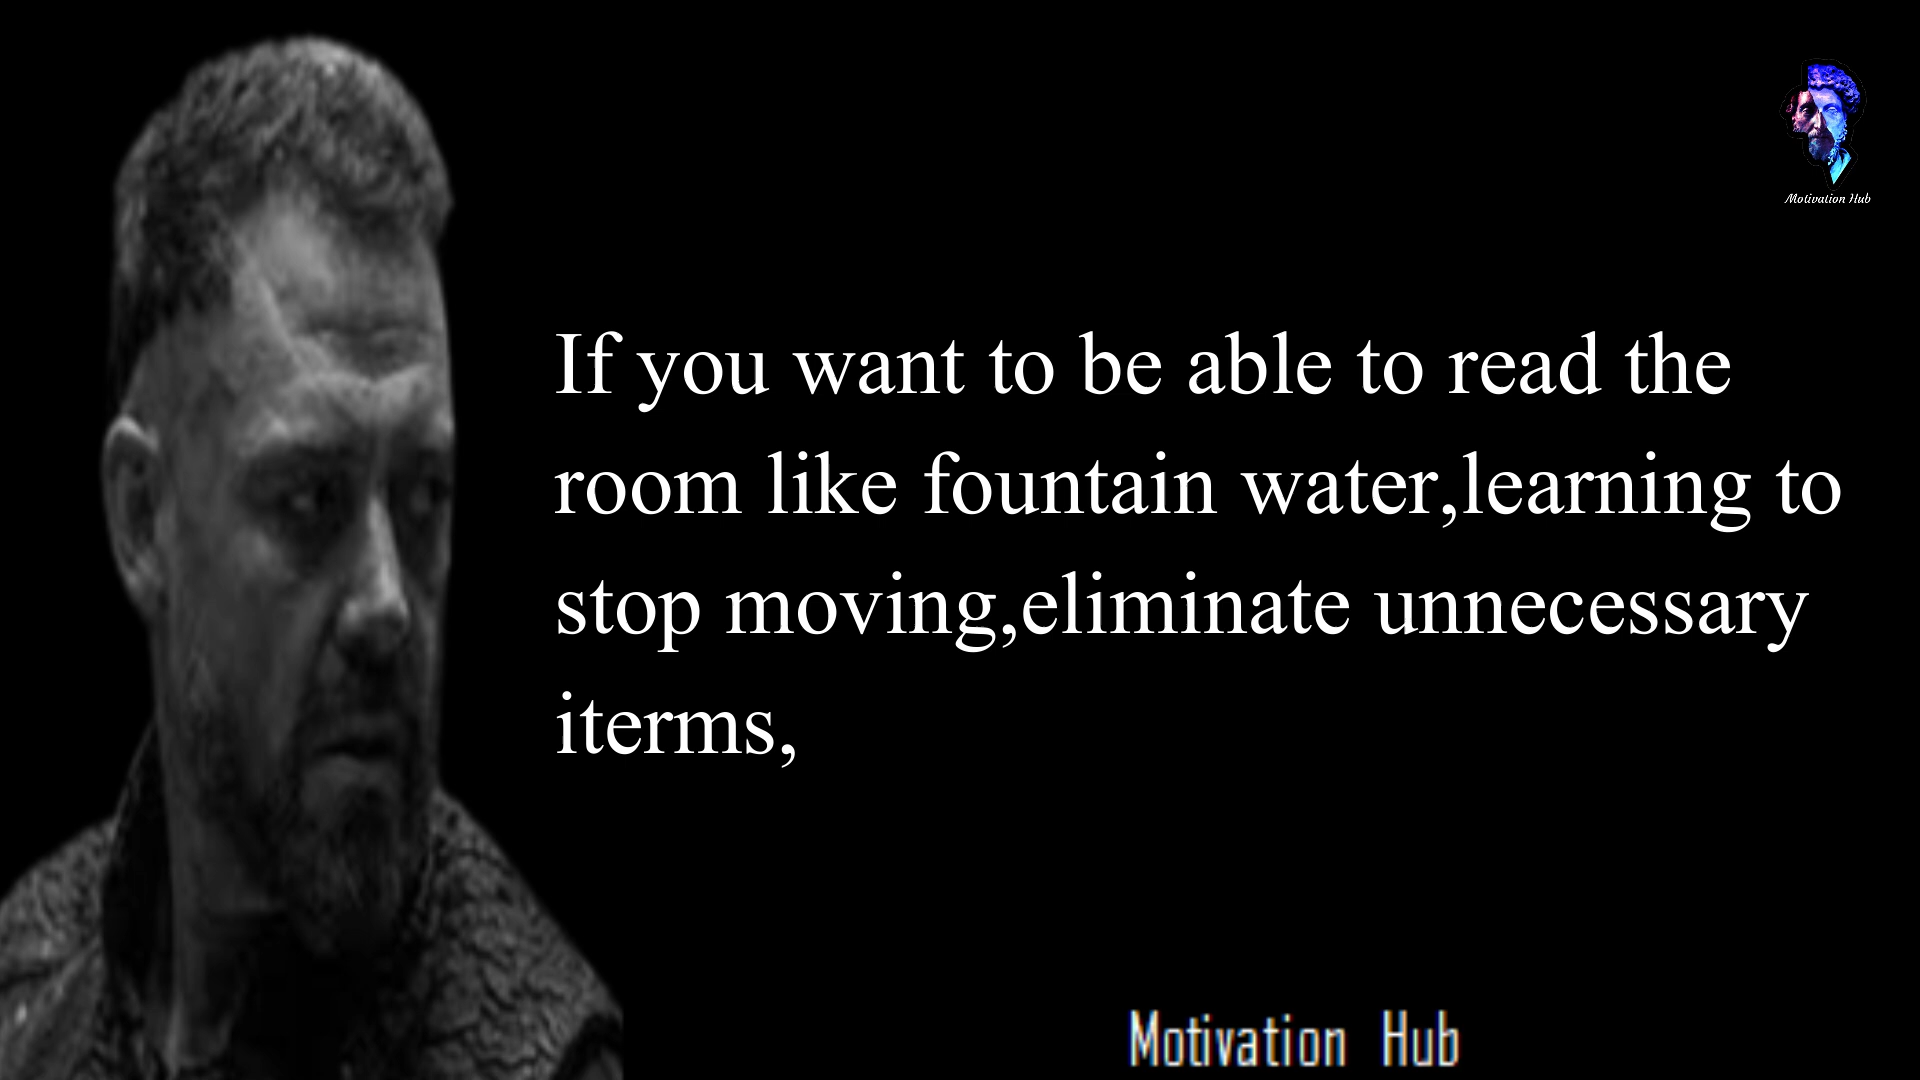 Motivation Hub
If you want to be able to read the
room like fountain water,learning to
stop moving,eliminate unnecessary
iterms,
Motivation Hub